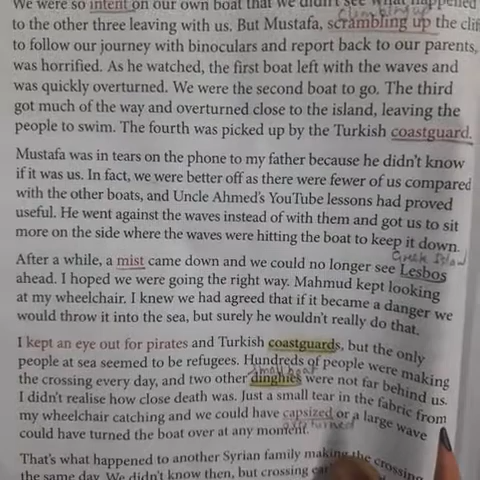 We were so intent on our own boat that we didn't see what happened
to the other three leaving with us. But Mustafa, scrambling up the clif
to follow our journey with binoculars and report back to our parents,
was horrified. As he watched, the first boat left with the waves and
was quickly overturned. We were the second boat to go. The third
got much of the way and overturned close to the island, leaving the
people to swim. The fourth was picked up by the Turkish coastguard.
Mustafa was in tears on the phone to my father because he didn't know
if it was us. In fact, we were better off as there were fewer of us compared
with the other boats, and Uncle Ahmed's YouTube lessons had proved
useful. He went against the waves instead of with them and got us to sit
more on the side where the waves were hitting the boat to keep it down.
Greek Island
After a while, a mist came down and we could no longer see Lesbos
ahead. I hoped we were going the right way. Mahmud kept looking
at my wheelchair. I knew we had agreed that if it became a danger we
would throw it into the sea, but surely he wouldn't really do that.
I kept an eye out for pirates and Turkish coastguards, but the only
people at sea seemed to be refugees. Hundreds of people were making
small boat
the crossing every day, and two other dinghies were not far behind us.
I didn't realise how close death was. Just a small tear in the fabric from
my wheelchair catching and we could have capsized or a large wave
overturned
could have turned the boat over at any moment.
That's what happened to another Syrian family making the crossing
the same day. We didn't know then, but crossing